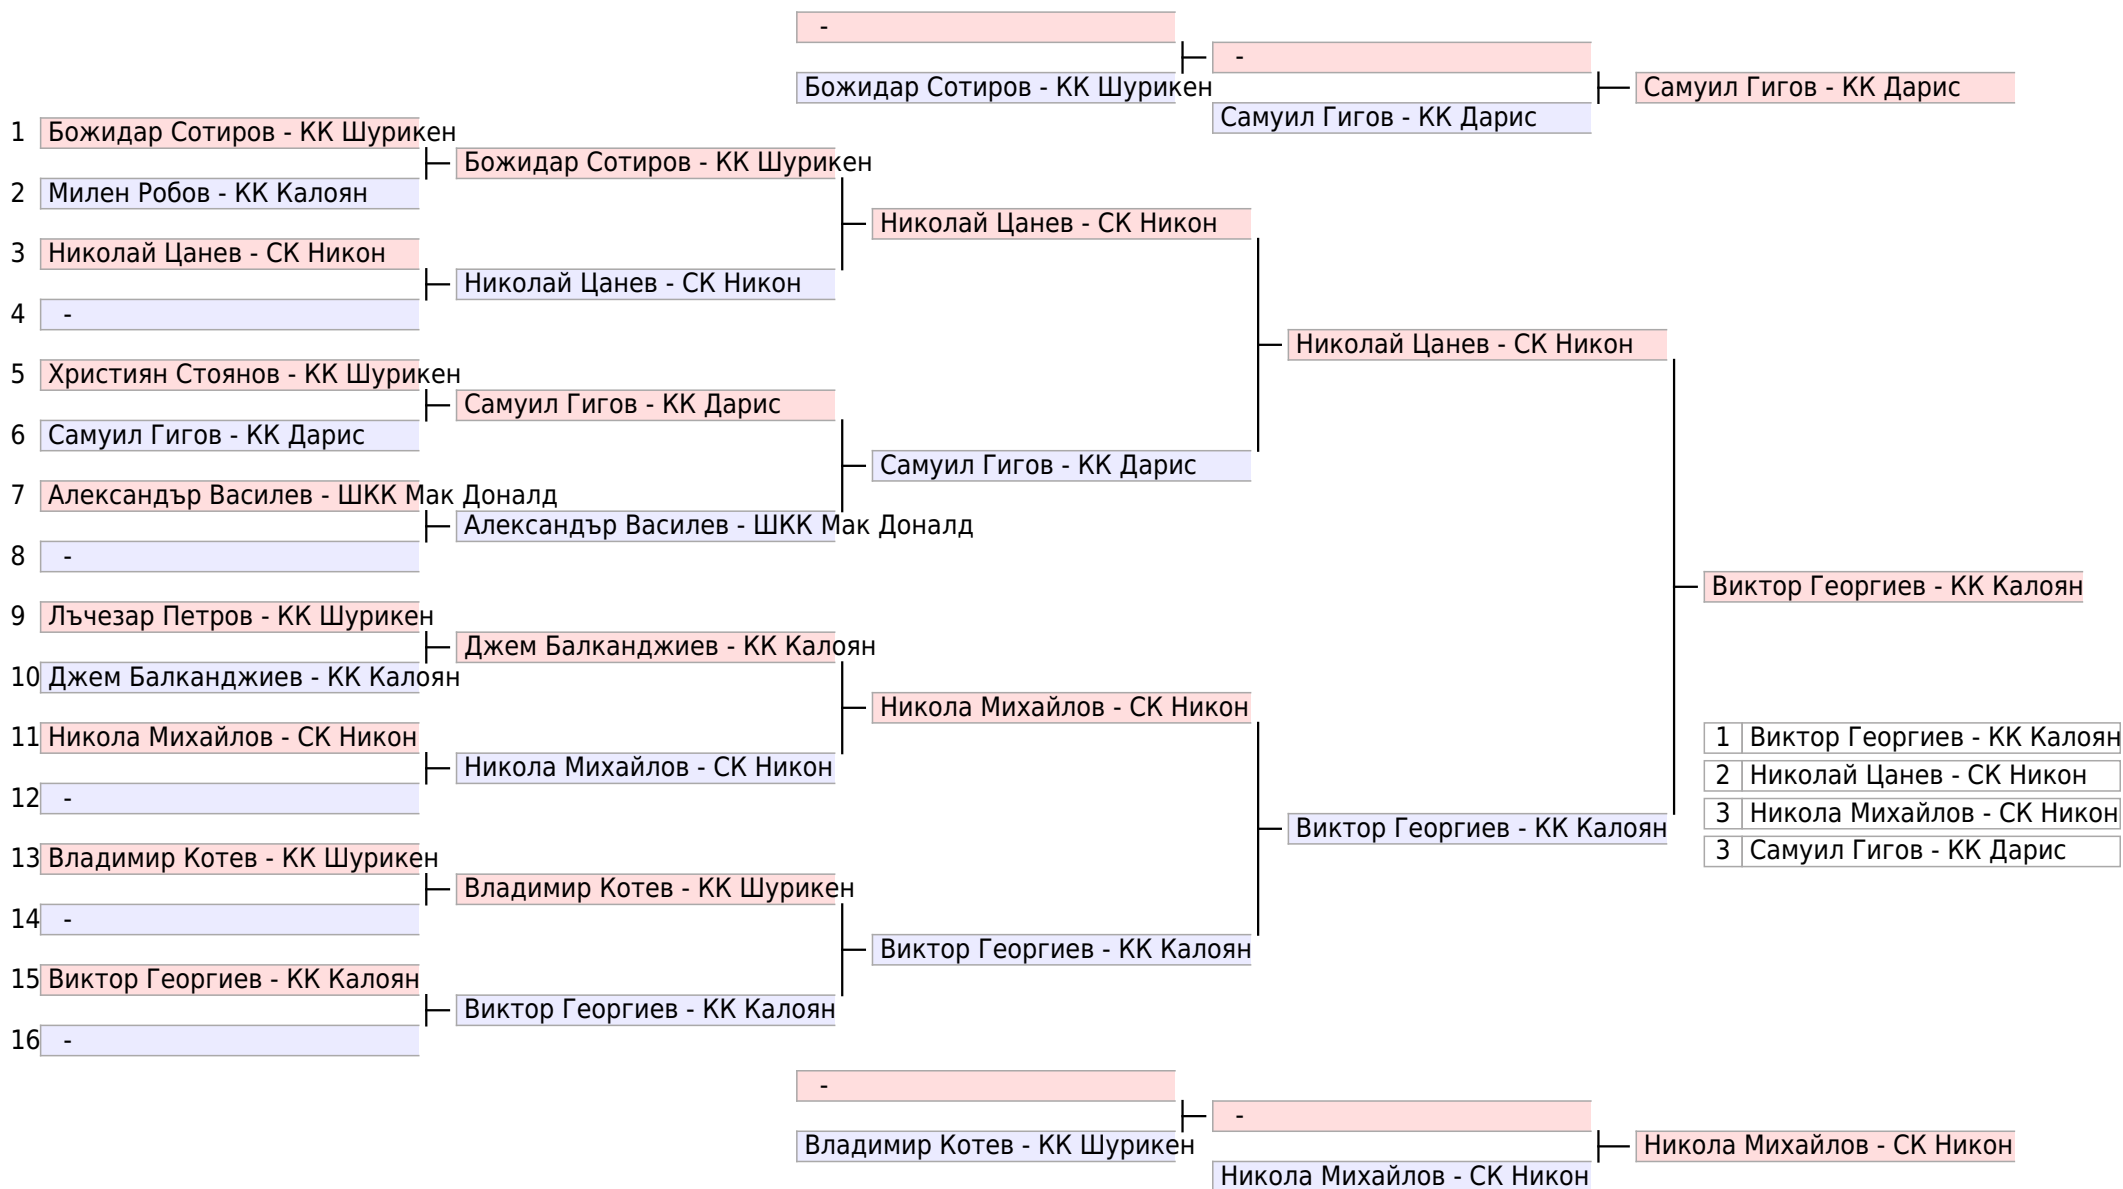 -
-
Божидар Сотиров - КК Шурикен
Самуил Гигов - КК Дарис
Самуил Гигов - КК Дарис
1 Божидар Сотиров - КК Шурикен
Божидар Сотиров - КК Шурикен
2 Милен Робов - КК Калоян
Николай Цанев - СК Никон
3 Николай Цанев - СК Никон
Николай Цанев - СК Никон
4 -
Николай Цанев - СК Никон
5 Християн Стоянов - КК Шурикен
Самуил Гигов - КК Дарис
6 Самуил Гигов - КК Дарис
Самуил Гигов - КК Дарис
7 Александър Василев - ШКК Мак Доналд
Александър Василев - ШКК Мак Доналд
8 -
Виктор Георгиев - КК Калоян
9 Лъчезар Петров - КК Шурикен
Джем Балканджиев - КК Калоян
10 Джем Балканджиев - КК Калоян
Никола Михайлов - СК Никон
11 Никола Михайлов - СК Никон
1 Виктор Георгиев - КК Калоян
Никола Михайлов - СК Никон
2 Николай Цанев - СК Никон
12 -
3 Никола Михайлов - СК Никон
Виктор Георгиев - КК Калоян
3 Самуил Гигов - КК Дарис
13 Владимир Котев - КК Шурикен
Владимир Котев - КК Шурикен
14 -
Виктор Георгиев - КК Калоян
15 Виктор Георгиев - КК Калоян
Виктор Георгиев - КК Калоян
16 -
-
-
Владимир Котев - КК Шурикен
Никола Михайлов - СК Никон
Никола Михайлов - СК Никон